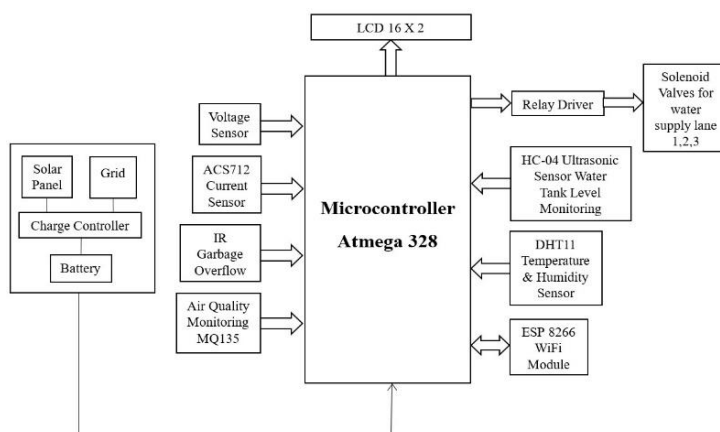 LCD 16 X 2
Voltage
Sensor
ACS712
Current
Sensor
IR
Garbage
Overflow
Air Quality
Monitoring
MQ135
Solar
Panel
Grid
Charge Controller
Battery
Microcontroller
Atmega 328
Relay Driver
Solenoid
Valves for
water
supply lane
1,2,3
HC-04 Ultrasonic
Sensor Water
Tank Level
Monitoring
DHT11
Temperature
& Humidity
Sensor
ESP 8266
WiFi
Module